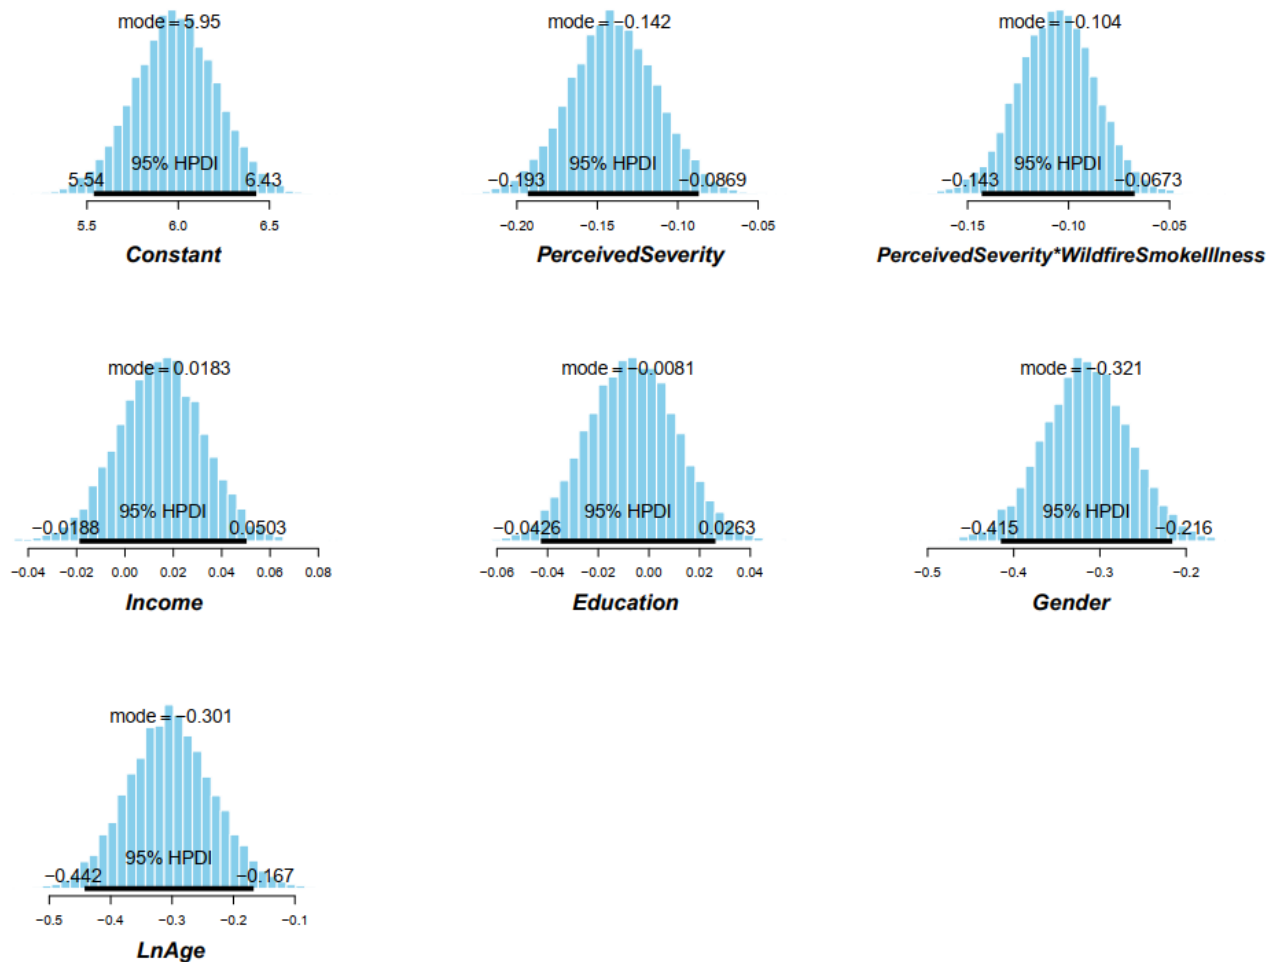 mode = 5.95
95% HPDI
5.54 6.43
5.5 6.0 6.5
Constant
mode = −0.142
95% HPDI
−0.193 −0.0869
−0.20 −0.15 −0.10 −0.05
PerceivedSeverity
mode = −0.104
95% HPDI
−0.143 −0.0673
−0.15 −0.10 −0.05
PerceivedSeverity*WildfireSmokeIllness
mode = 0.0183
95% HPDI
−0.0188 0.0503
−0.04 −0.02 0.00 0.02 0.04 0.06 0.08
Income
mode = −0.0081
95% HPDI
−0.0426 0.0263
−0.06 −0.04 −0.02 0.00 0.02 0.04
Education
mode = −0.321
95% HPDI
−0.415 −0.216
−0.5 −0.4 −0.3 −0.2
Gender
mode = −0.301
95% HPDI
−0.442 −0.167
−0.5 −0.4 −0.3 −0.2 −0.1
LnAge